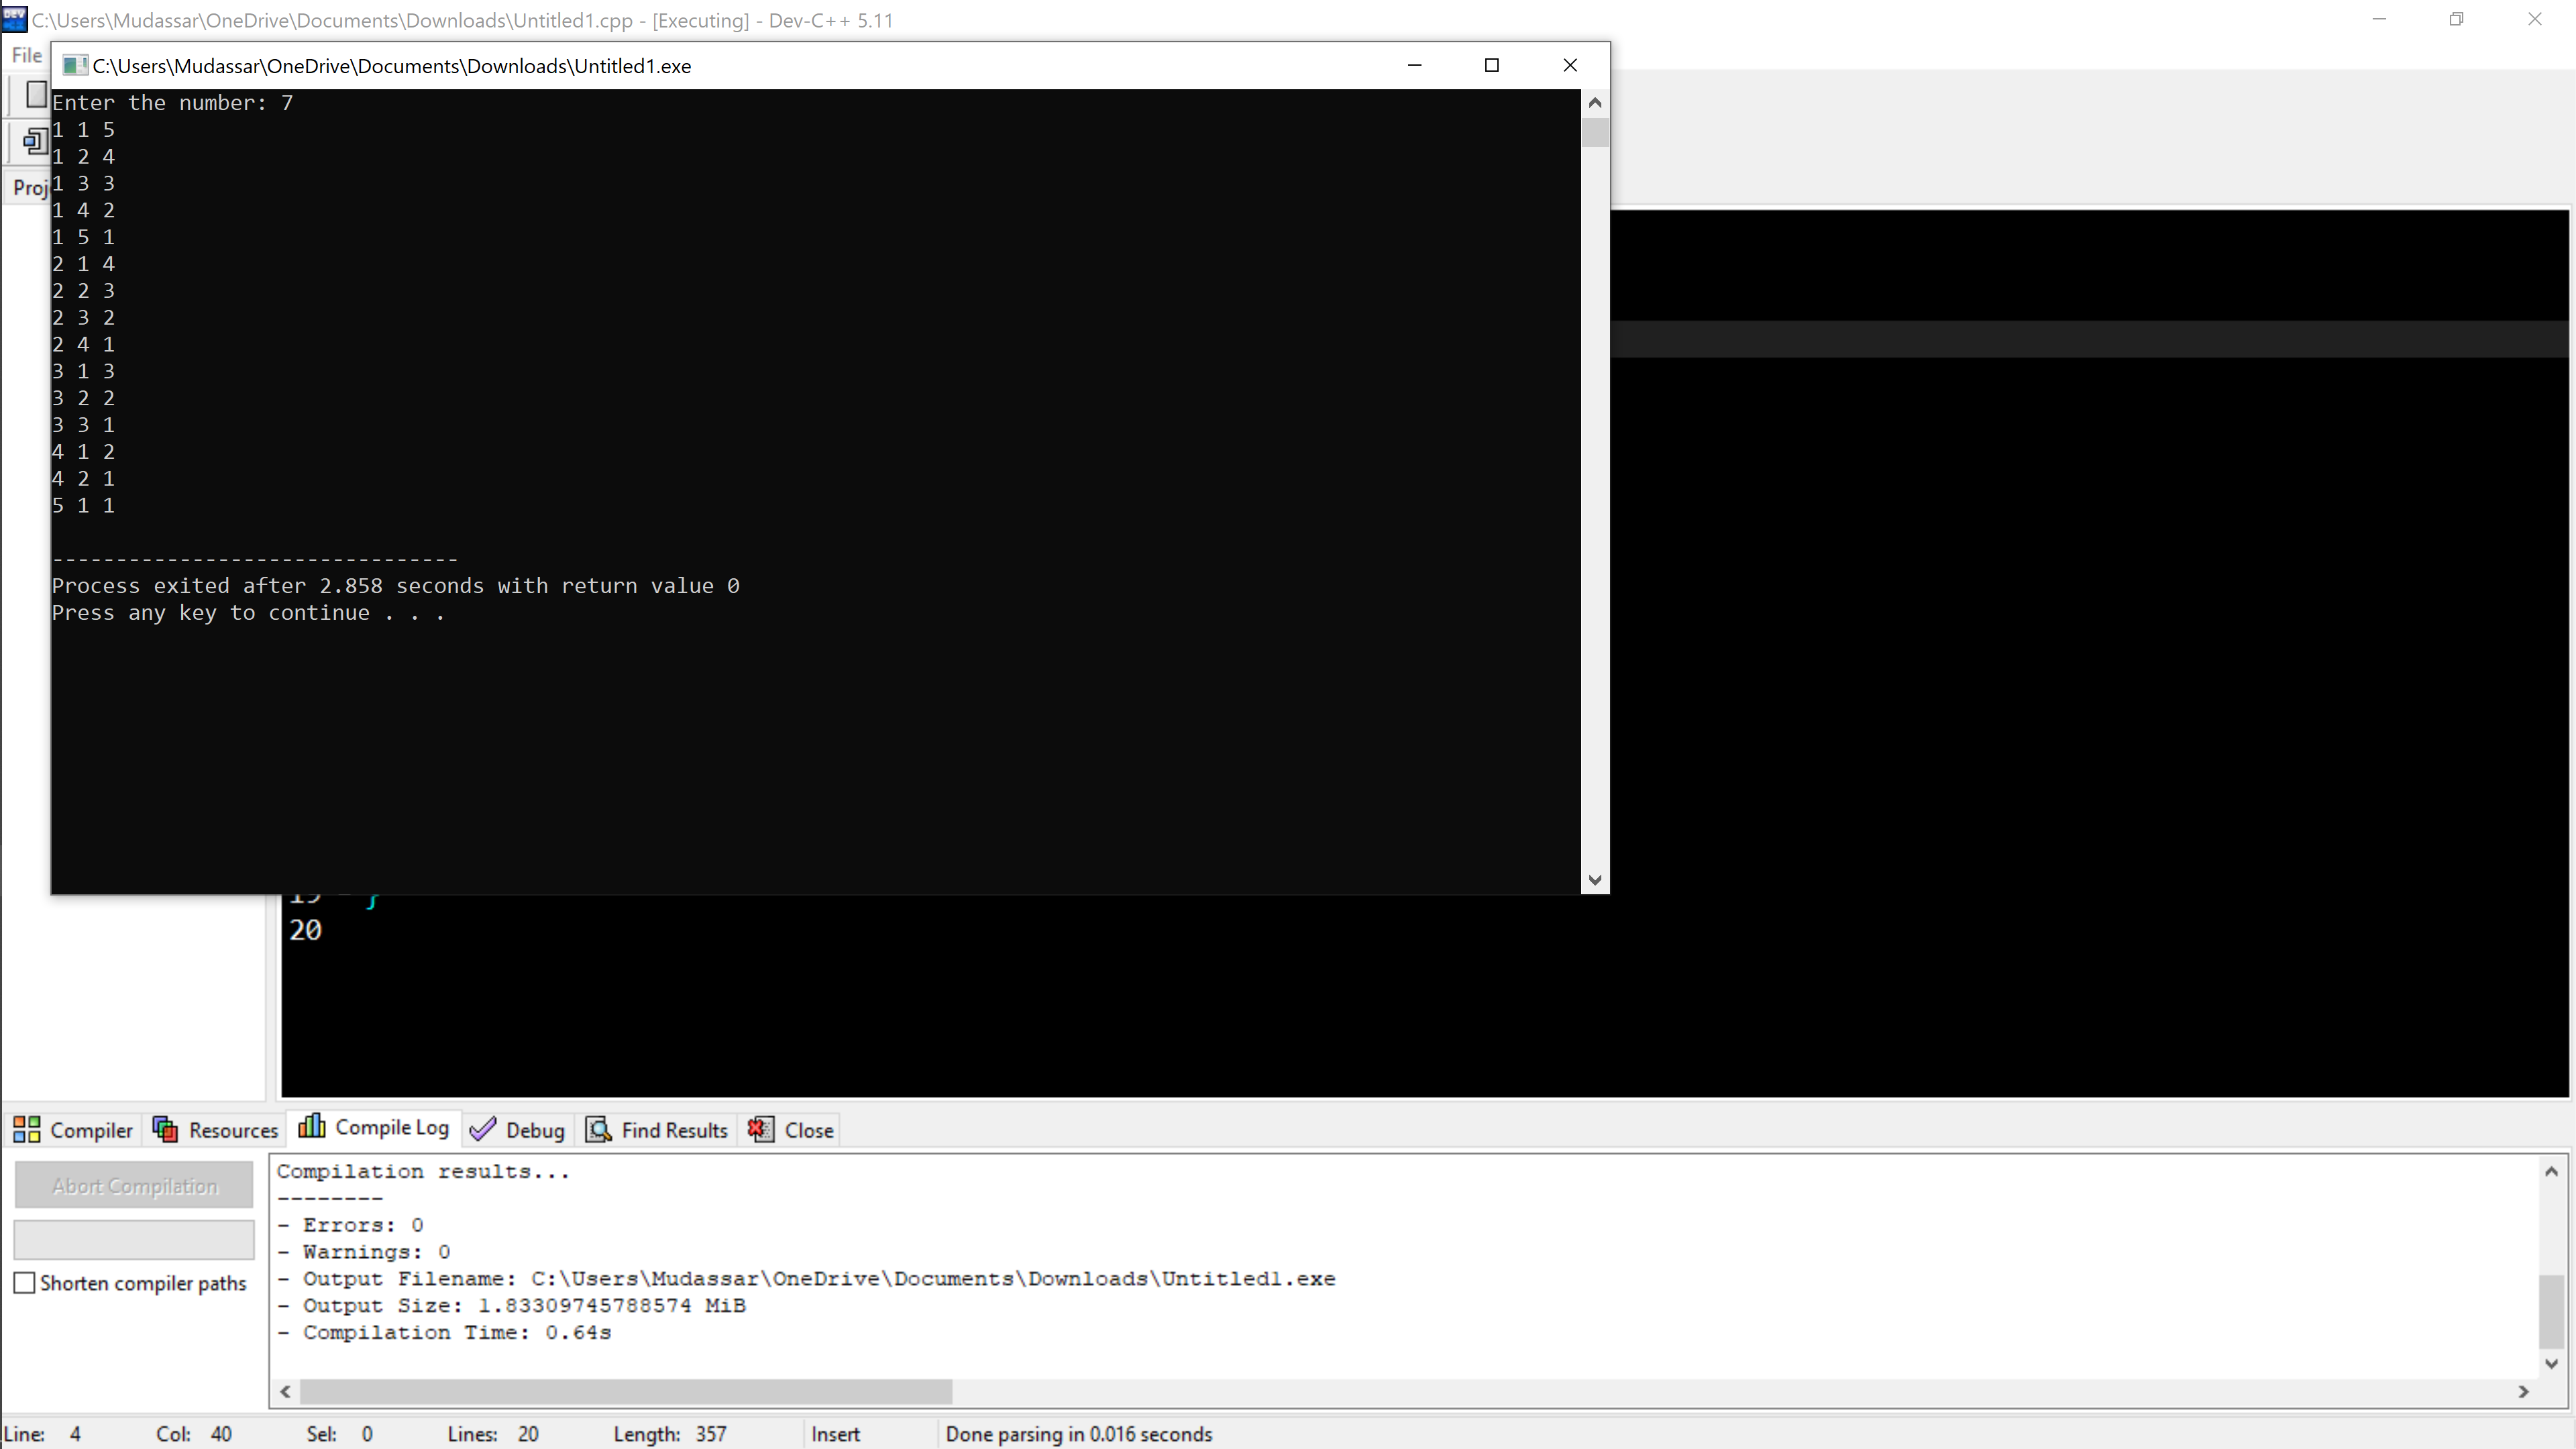 C:\Users\Mudassar\OneDrive\Documents\Downloads\Untitled1.cpp - [Executing] - Dev-C++ 5.11
File
C:\Users\Mudassar\OneDrive\Documents\Downloads\Untitled1.exe
Enter the number: 7
1 1 5
1 2 4
1 3 3
1 4 2
1 5 1
2 1 4
2 2 3
2 3 2
2 4 1
3 1 3
3 2 2
3 3 1
4 1 2
4 2 1
5 1 1
--------------------------------
Process exited after 2.858 seconds with return value 0
Press any key to continue . . .
19 }
20
Compiler Resources Compile Log Debug Find Results Close
Abort Compilation
Shorten compiler paths
Compilation results...
--------
- Errors: 0
- Warnings: 0
- Output Filename: C:\Users\Mudassar\OneDrive\Documents\Downloads\Untitled1.exe
- Output Size: 1.83309745788574 MiB
- Compilation Time: 0.64s
Line: 4 Col: 40 Sel: 0 Lines: 20 Length: 357 Insert Done parsing in 0.016 seconds